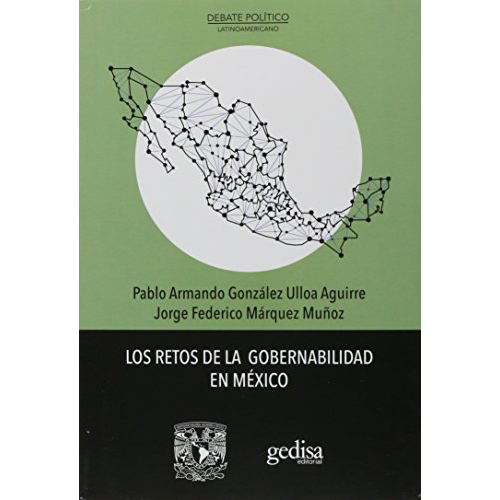 DEBATE POLÍTICO
LATINOAMERICANO
Pablo Armando González Ulloa Aguirre
Jorge Federico Márquez Muñoz
LOS RETOS DE LA GOBERNABILIDAD
EN MÉXICO
gedisa
editorial